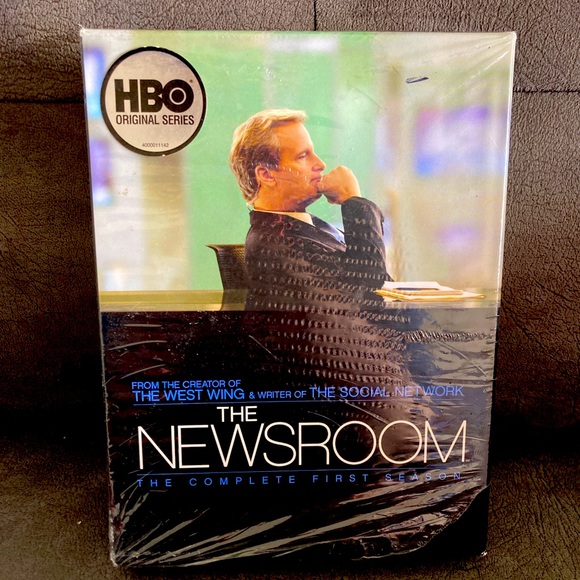 HBO
ORIGINAL SERIES
4000011142
FROM THE CREATOR OF
THE WEST WING & WRITER OF THE SOCIAL NETWORK
THE
NEWSROOM
THE COMPLETE FIRST SEASON